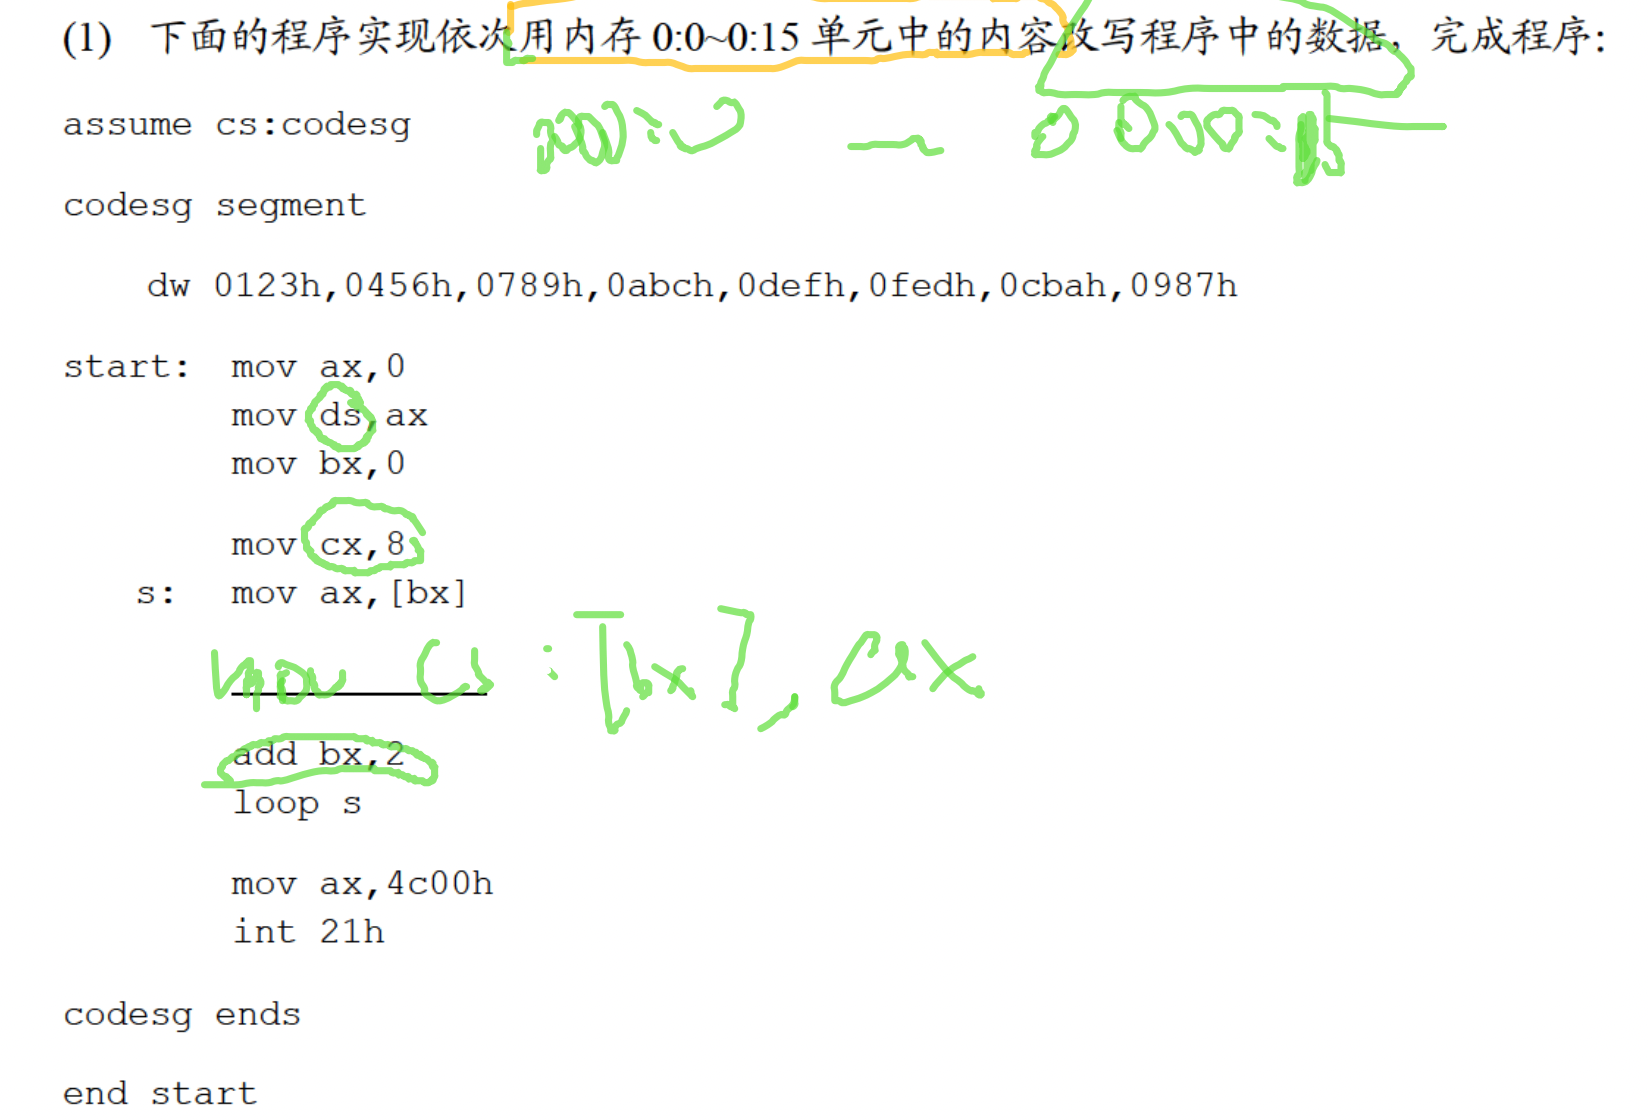 (1) 下面的程序实现依次用内存 0:0~0:15 单元中的内容改写程序中的数据，完成程序：
assume cs:codesg
codesg segment
dw 0123h,0456h,0789h,0abch,0defh,0fedh,0cbah,0987h
start: mov ax,0
mov ds,ax
mov bx,0
mov cx,8
s: mov ax,[bx]
mov cs:[bx],ax
add bx,2
loop s
mov ax,4c00h
int 21h
codesg ends
end start